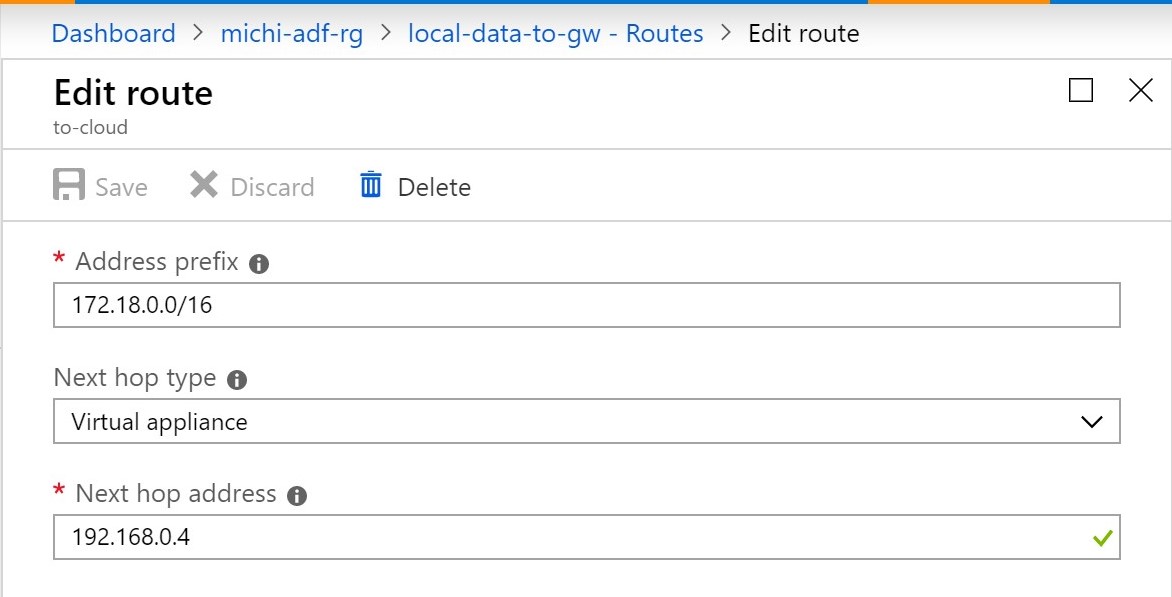 Dashboard > michi-adf-rg > local-data-to-gw - Routes > Edit route
Edit route
to-cloud
Save Discard Delete
* Address prefix
172.18.0.0/16
Next hop type
Virtual appliance
* Next hop address
192.168.0.4